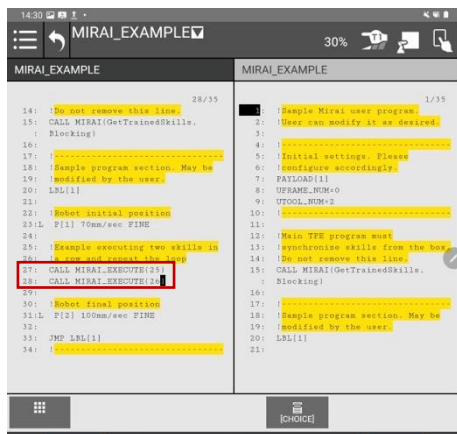 14:30
MIRAI_EXAMPLE
30%
T1
MIRAI_EXAMPLE
28/35
14: !Do not remove this line.
15: CALL MIRAI(GetTrainedSkills.
: Blocking)
16:
17: !--------------------------------
18: !Sample program section. May be
19: !modified by the user.
20: LBL[1]
21:
22: !Robot initial position
23:L P[1] 70mm/sec FINE
24:
25: !Example executing two skills in
26: !a row and repeat the loop
27: CALL MIRAI_EXECUTE(25)
28: CALL MIRAI_EXECUTE(26)
29:
30: !Robot final position
31:L P[2] 100mm/sec FINE
32:
33: JMP LBL[1]
34: !--------------------------------
MIRAI_EXAMPLE
1/35
1: !Sample Mirai user program.
2: !User can modify it as desired.
3:
4: !--------------------------------
5: !Initial settings. Please
6: !configure accordingly.
7: PAYLOAD[1]
8: UFRAME_NUM=0
9: UTOOL_NUM=2
10: !--------------------------------
11:
12: !Main TPE program must
13: !synchronize skills from the box
14: !Do not remove this line.
15: CALL MIRAI(GetTrainedSkills.
: Blocking)
16:
17: !--------------------------------
18: !Sample program section. May be
19: !modified by the user.
20: LBL[1]
21:
[CHOICE]